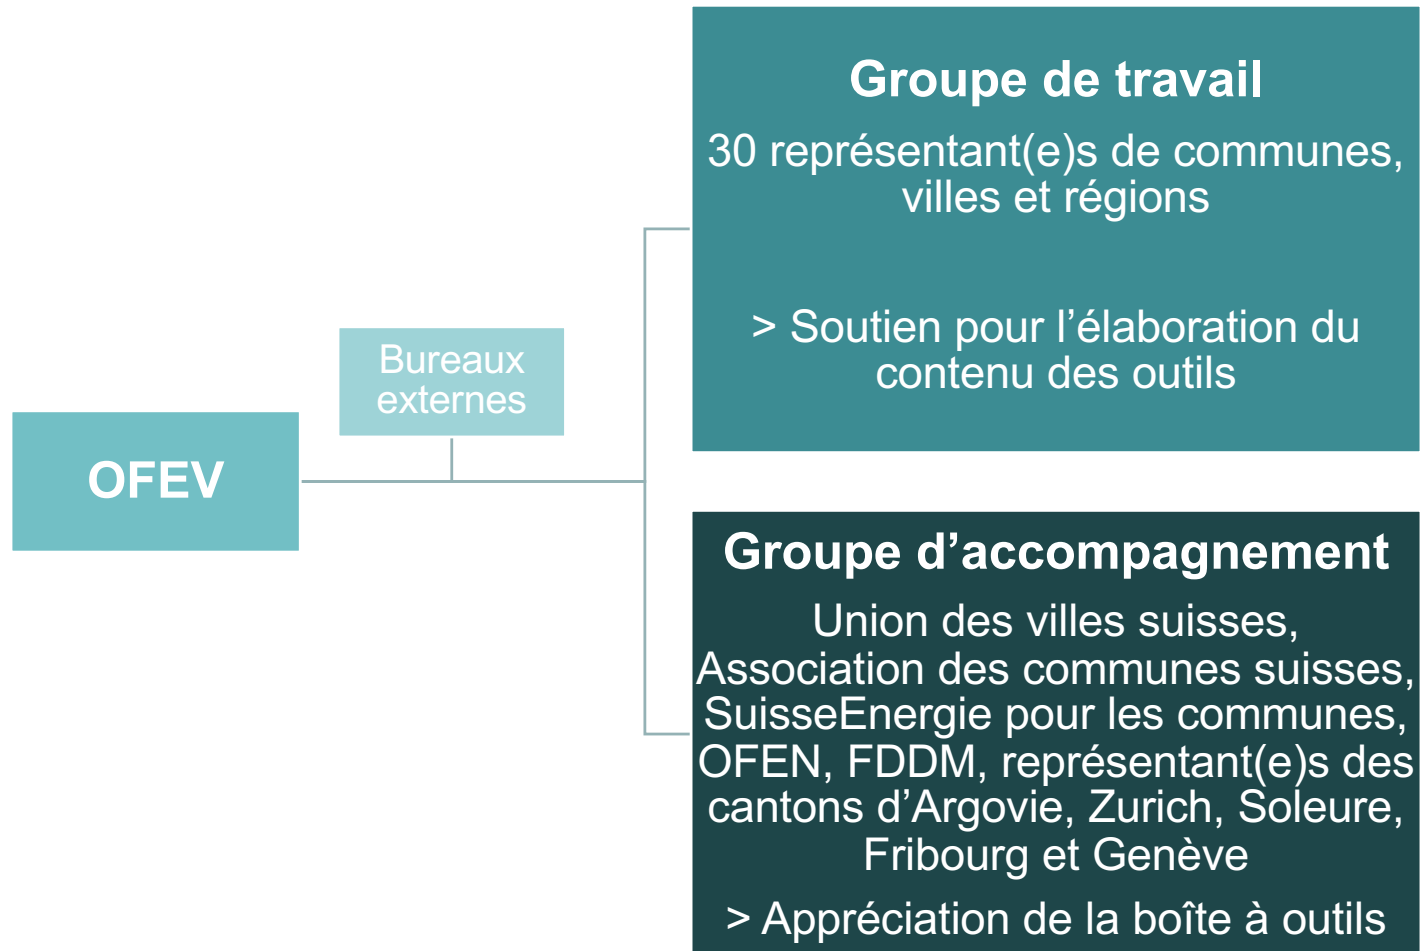 OFEV
Bureaux
externes
Groupe de travail
30 représentant(e)s de communes,
villes et régions
> Soutien pour l’élaboration du
contenu des outils
Groupe d’accompagnement
Union des villes suisses,
Association des communes suisses,
SuisseEnergie pour les communes,
OFEN, FDDM, représentant(e)s des
cantons d’Argovie, Zurich, Soleure,
Fribourg et Genève
> Appréciation de la boîte à outils